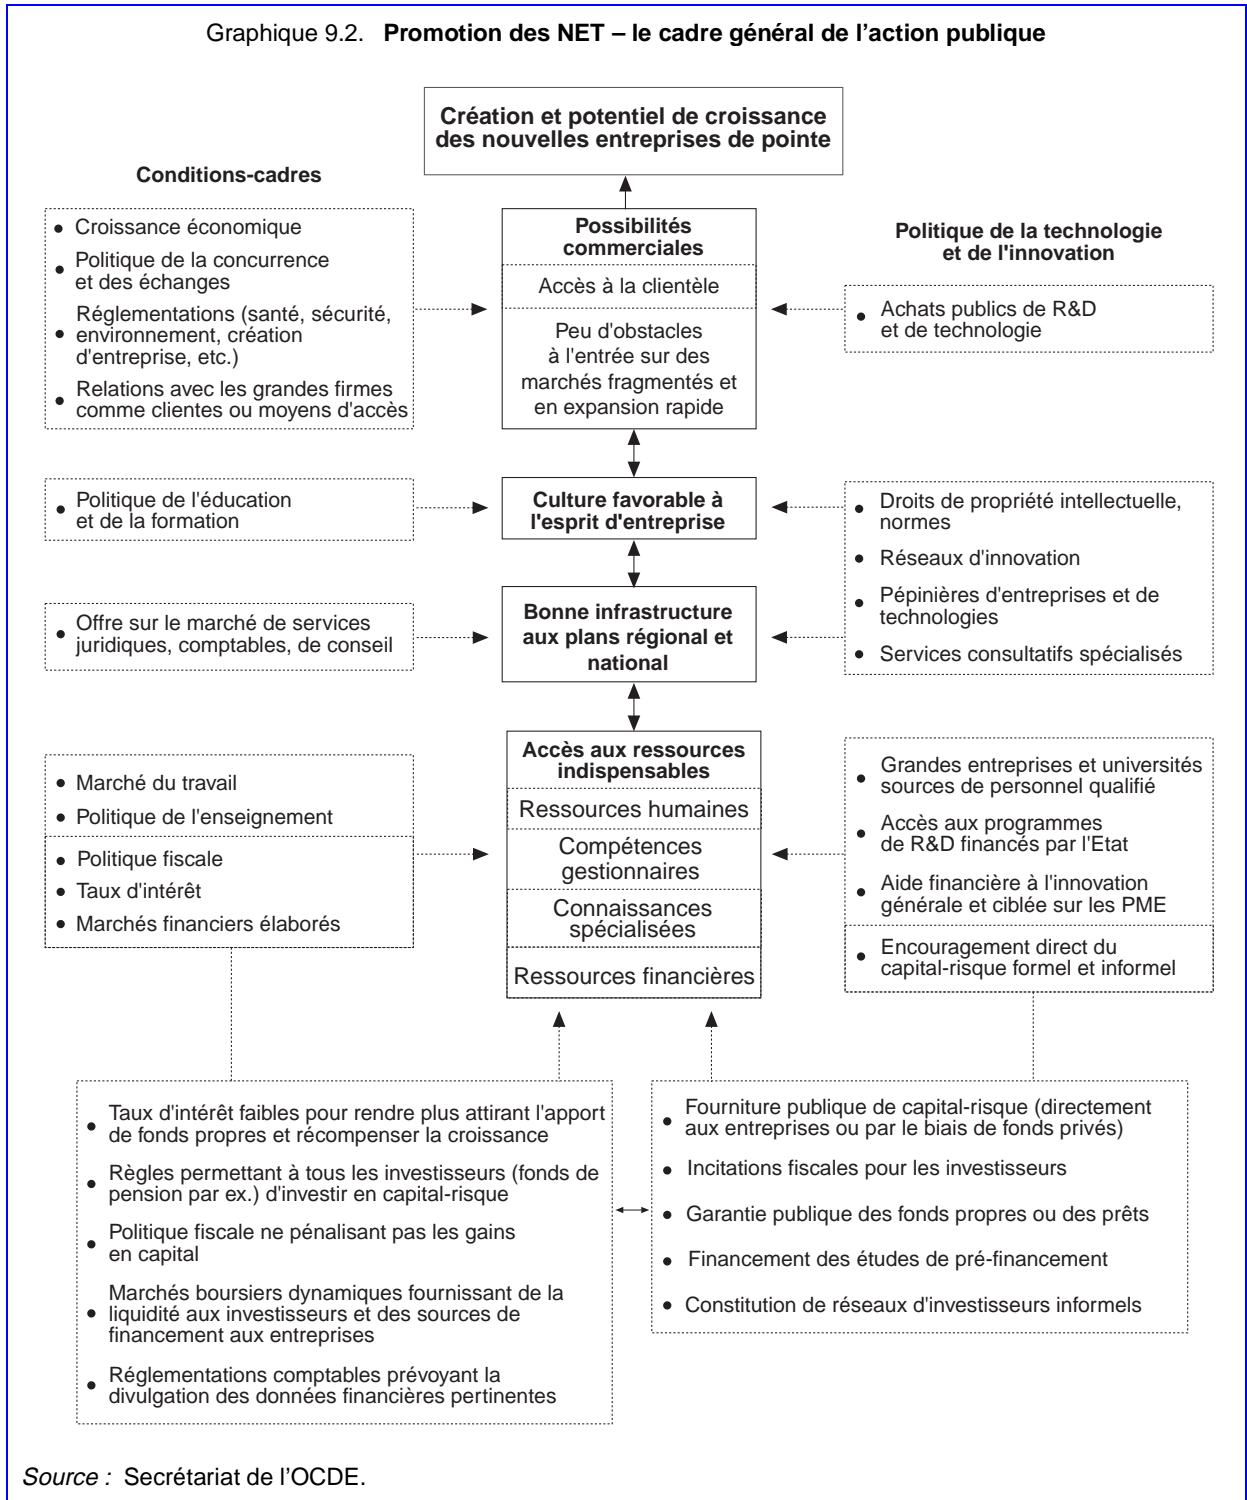 Graphique 9.2. Promotion des NET – le cadre général de l'action publique
Création et potentiel de croissance
des nouvelles entreprises de pointe
Conditions-cadres
• Croissance économique
• Politique de la concurrence
et des échanges
• Réglementations (santé, sécurité,
environnement, création
d'entreprise, etc.)
• Relations avec les grandes firmes
comme clientes ou moyens d'accès
Possibilités
commerciales
Accès à la clientèle
Peu d'obstacles
à l'entrée sur des
marchés fragmentés et
en expansion rapide
Politique de la technologie
et de l'innovation
• Achats publics de R&D
et de technologie
• Politique de l'éducation
et de la formation
Culture favorable à
l'esprit d'entreprise
• Droits de propriété intellectuelle,
normes
• Réseaux d'innovation
• Pépinières d'entreprises et de
technologies
• Services consultatifs spécialisés
• Offre sur le marché de services
juridiques, comptables, de conseil
Bonne infrastructure
aux plans régional et
national
• Marché du travail
• Politique de l'enseignement
• Politique fiscale
• Taux d'intérêt
• Marchés financiers élaborés
Accès aux ressources
indispensables
Ressources humaines
Compétences
gestionnaires
Connaissances
spécialisées
Ressources financières
• Grandes entreprises et universités
sources de personnel qualifié
• Accès aux programmes
de R&D financés par l'Etat
• Aide financière à l'innovation
générale et ciblée sur les PME
• Encouragement direct du
capital-risque formel et informel
• Taux d'intérêt faibles pour rendre plus attirant l'apport
de fonds propres et récompenser la croissance
• Règles permettant à tous les investisseurs (fonds de
pension par ex.) d'investir en capital-risque
• Politique fiscale ne pénalisant pas les gains
en capital
• Marchés boursiers dynamiques fournissant de la
liquidité aux investisseurs et des sources de
financement aux entreprises
• Réglementations comptables prévoyant la
divulgation des données financières pertinentes
• Fourniture publique de capital-risque (directement
aux entreprises ou par le biais de fonds privés)
• Incitations fiscales pour les investisseurs
• Garantie publique des fonds propres ou des prêts
• Financement des études de pré-financement
• Constitution de réseaux d'investisseurs informels
Source : Secrétariat de l'OCDE.